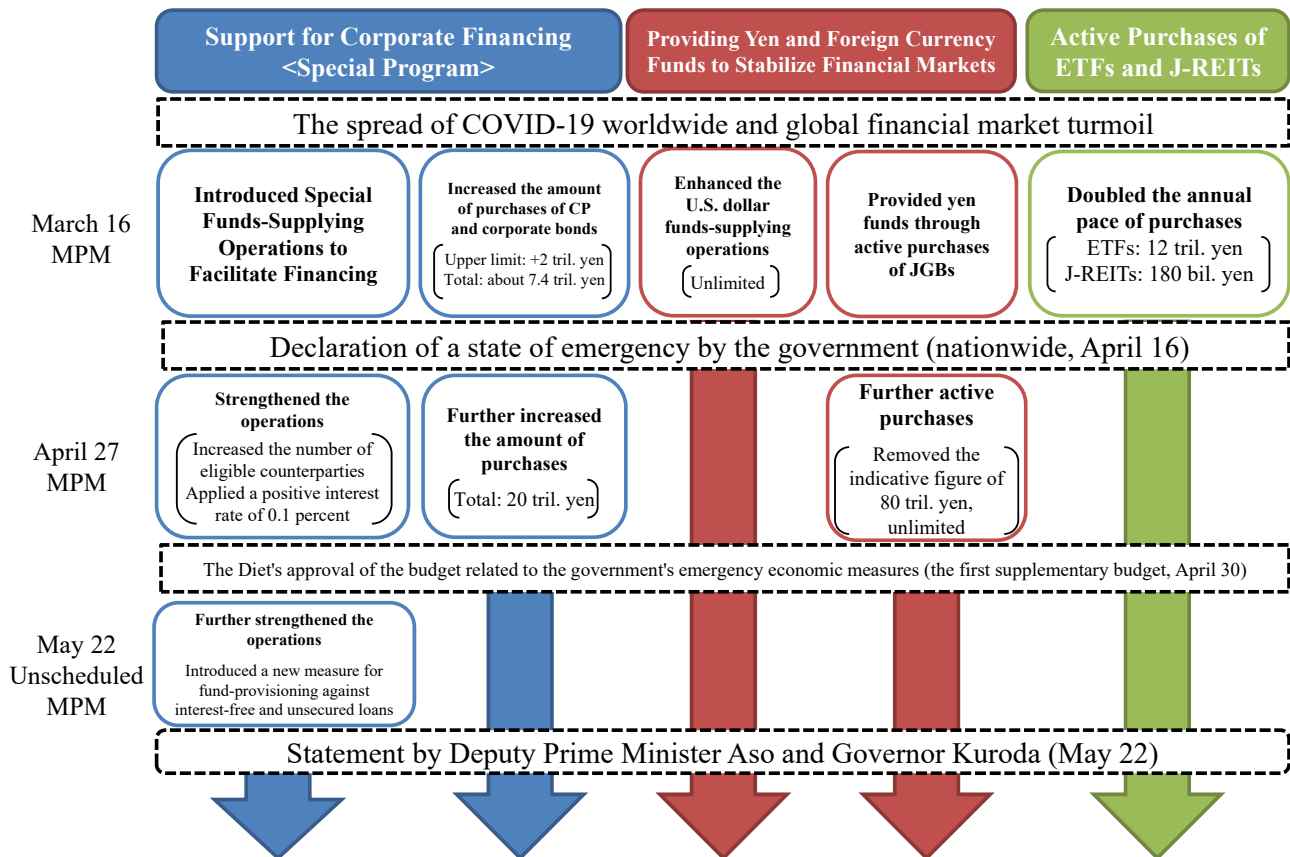 Support for Corporate Financing
<Special Program>
Providing Yen and Foreign Currency
Funds to Stabilize Financial Markets
Active Purchases of
ETFs and J-REITs
The spread of COVID-19 worldwide and global financial market turmoil
March 16
MPM
Introduced Special
Funds-Supplying
Operations to
Facilitate Financing
Increased the amount
of purchases of CP
and corporate bonds
Upper limit: +2 tril. yen
Total: about 7.4 tril. yen
Enhanced the
U.S. dollar
funds-supplying
operations
Unlimited
Provided yen
funds through
active purchases
of JGBs
Doubled the annual
pace of purchases
ETFs: 12 tril. yen
J-REITs: 180 bil. yen
Declaration of a state of emergency by the government (nationwide, April 16)
April 27
MPM
Strengthened the
operations
Increased the number of
eligible counterparties
Applied a positive interest
rate of 0.1 percent
Further increased
the amount of
purchases
Total: 20 tril. yen
Further active
purchases
Removed the
indicative figure of
80 tril. yen,
unlimited
The Diet's approval of the budget related to the government's emergency economic measures (the first supplementary budget, April 30)
May 22
Unscheduled
MPM
Further strengthened the
operations
Introduced a new measure for
fund-provisioning against
interest-free and unsecured loans
Statement by Deputy Prime Minister Aso and Governor Kuroda (May 22)